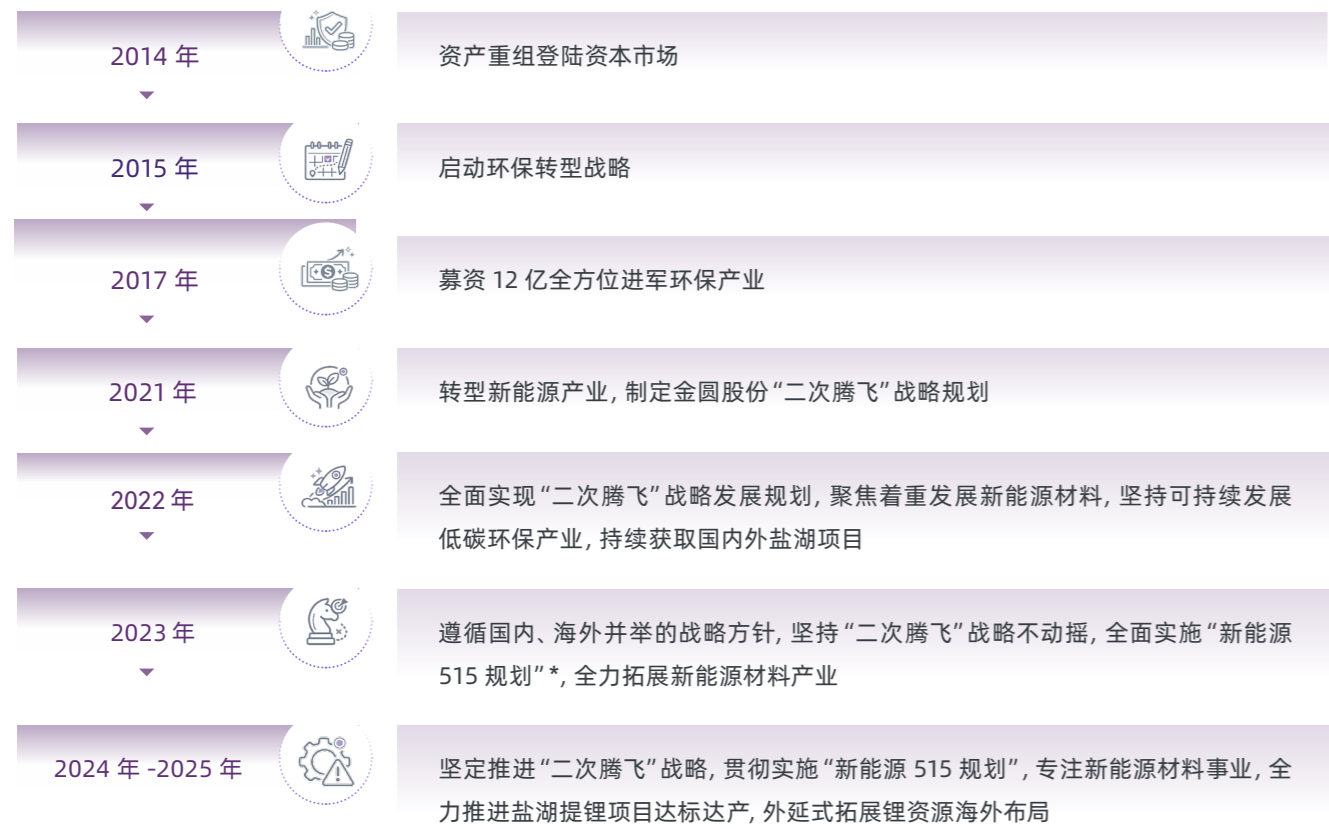 2014 年
资产重组登陆资本市场
2015 年
启动环保转型战略
2017 年
募资 12 亿全方位进军环保产业
2021 年
转型新能源产业, 制定金圆股份“二次腾飞”战略规划
2022 年
全面实现“二次腾飞”战略发展规划, 聚焦着重发展新能源材料, 坚持可持续发展
低碳环保产业, 持续获取国内外盐湖项目
2023 年
遵循国内、海外并举的战略方针, 坚持“二次腾飞”战略不动摇, 全面实施“新能源
515 规划”*, 全力拓展新能源材料产业
2024 年 -2025 年
坚定推进“二次腾飞”战略, 贯彻实施“新能源 515 规划”, 专注新能源材料事业, 全
力推进盐湖提锂项目达标达产, 外延式拓展锂资源海外布局